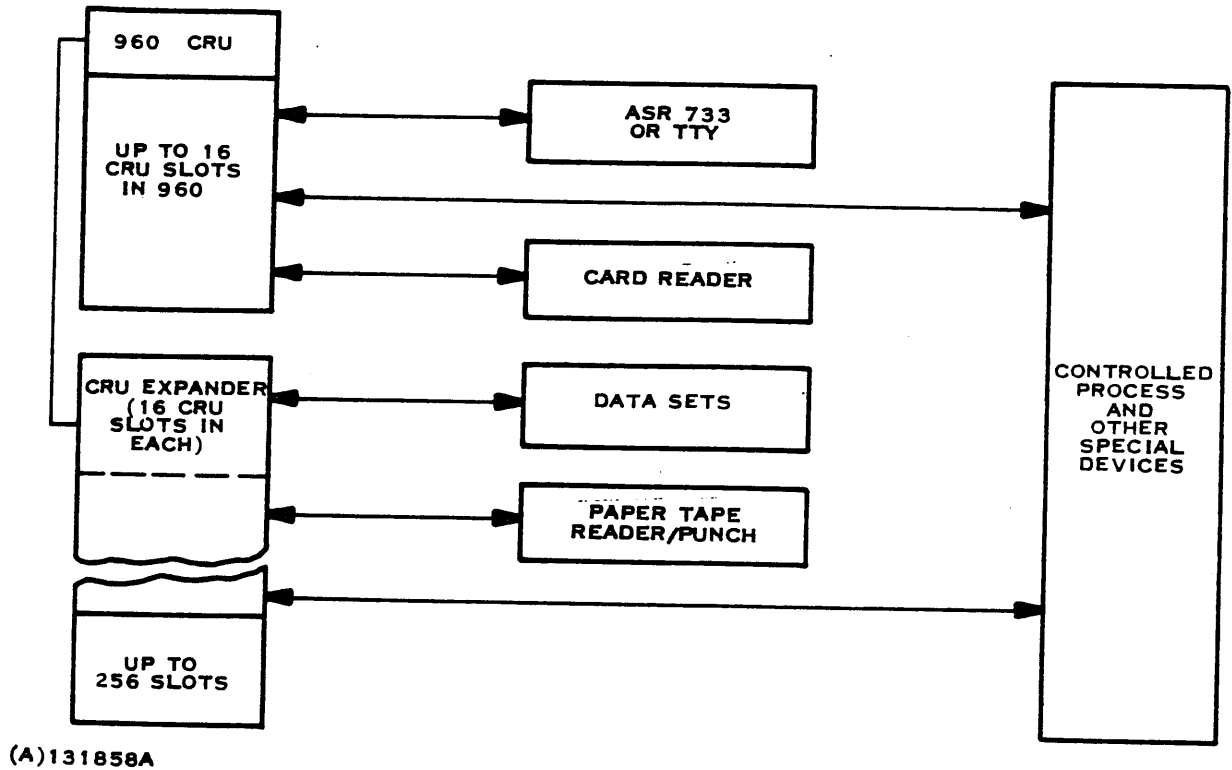 960 CRU
UP TO 16
CRU SLOTS
IN 960
ASR 733
OR TTY
CARD READER
CRU EXPANDER
(16 CRU
SLOTS IN
EACH)
DATA SETS
PAPER TAPE
READER/PUNCH
UP TO
256 SLOTS
CONTROLLED
PROCESS
AND
OTHER
SPECIAL
DEVICES
(A)131858A